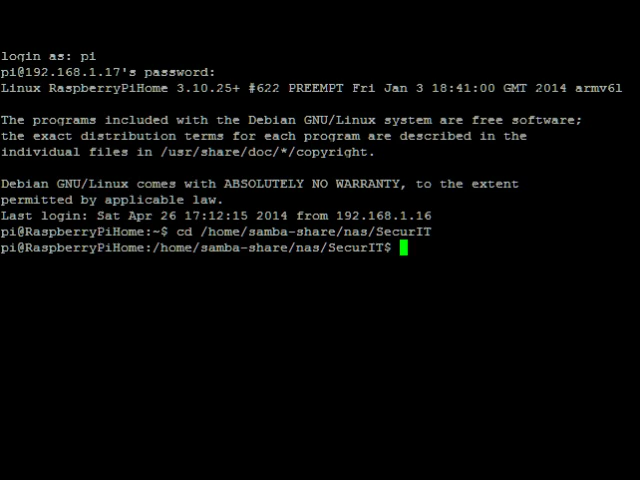 login as: pi
pi@192.168.1.17's password:
Linux RaspberryPiHome 3.10.25+ #622 PREEMPT Fri Jan 3 18:41:00 GMT 2014 armv6l
The programs included with the Debian GNU/Linux system are free software;
the exact distribution terms for each program are described in the
individual files in /usr/share/doc/*/copyright.
Debian GNU/Linux comes with ABSOLUTELY NO WARRANTY, to the extent
permitted by applicable law.
Last login: Sat Apr 26 17:12:15 2014 from 192.168.1.16
pi@RaspberryPiHome:~$ cd /home/samba-share/nas/SecurIT
pi@RaspberryPiHome:/home/samba-share/nas/SecurIT$